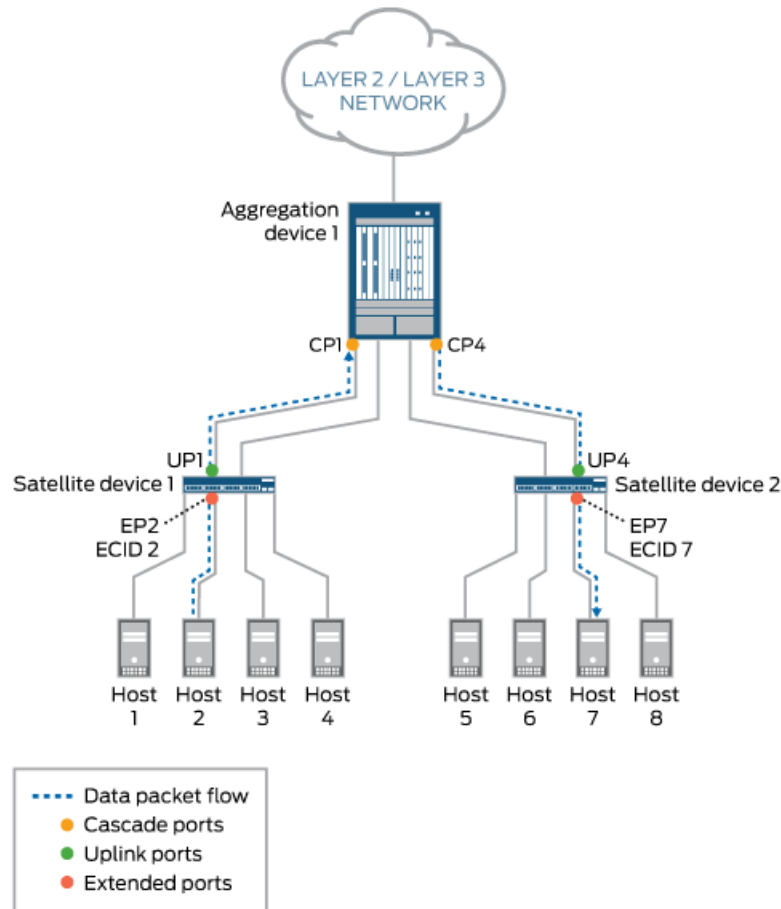 LAYER 2 / LAYER 3
NETWORK
Aggregation
device 1
CP1
CP4
UP1
UP4
Satellite device 1
Satellite device 2
EP2
ECID 2
EP7
ECID 7
Host
1
Host
2
Host
3
Host
4
Host
5
Host
6
Host
7
Host
8
Data packet flow
Cascade ports
Uplink ports
Extended ports